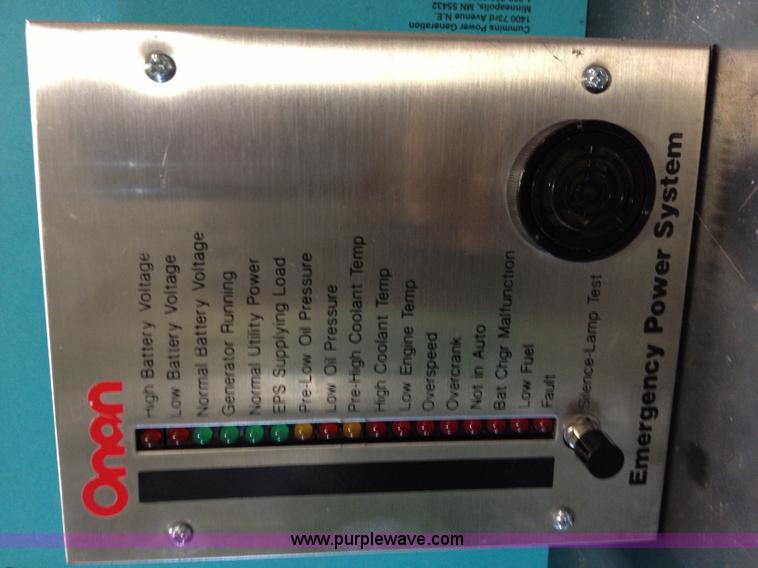 Onan
High Battery Voltage
Low Battery Voltage
Normal Battery Voltage
Generator Running
Normal Utility Power
EPS Supplying Load
Pre-Low Oil Pressure
Low Oil Pressure
Pre-High Coolant Temp
High Coolant Temp
Low Engine Temp
Overspeed
Overcrank
Not in Auto
Bat Chgr Malfunction
Low Fuel
Fault
Silence-Lamp Test
Emergency Power System
Cummins Power Generation
1400 73rd Avenue N.E.
Minneapolis, MN 55432
www.purplewave.com